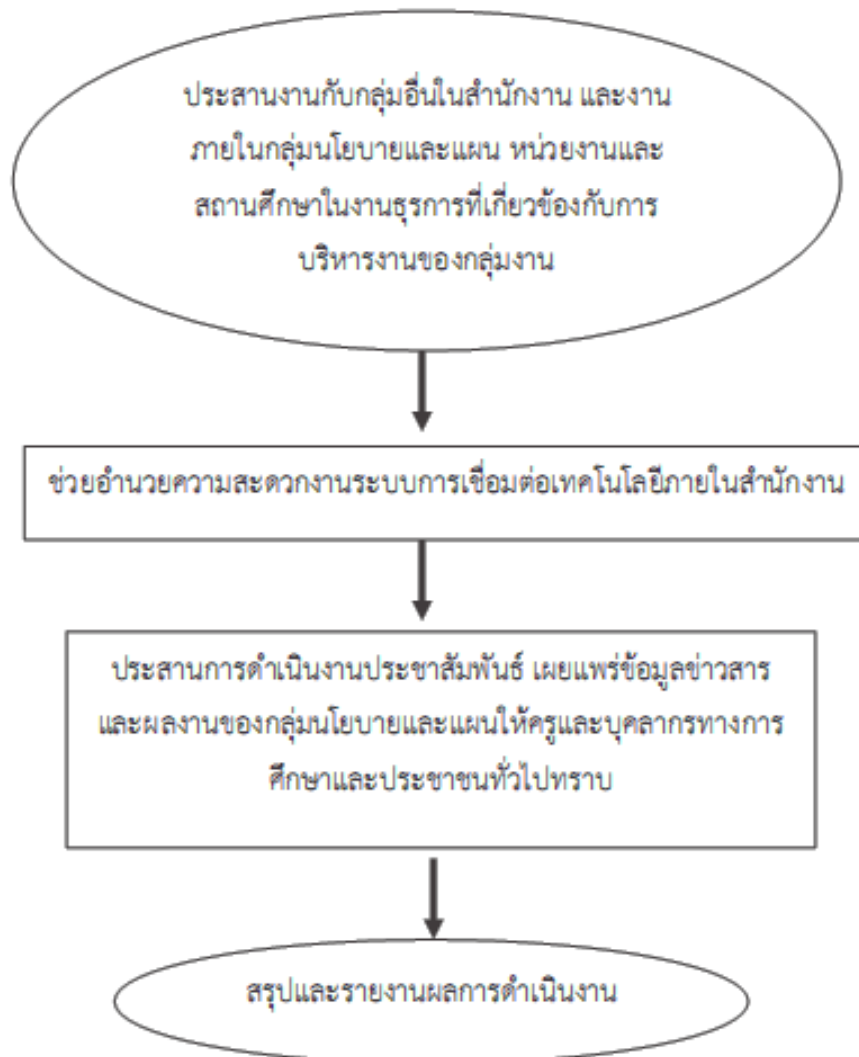 ประสานงานกับกลุ่มอื่นในสำนักงาน และงาน
ภายในกลุ่มนโยบายและแผน หน่วยงานและ
สถานศึกษาในงานธุรการที่เกี่ยวข้องกับการ
บริหารงานของกลุ่มงาน
ช่วยอำนวยความสะดวกงานระบบการเชื่อมต่อเทคโนโลยีภายในสำนักงาน
ประสานการดำเนินงานประชาสัมพันธ์ เผยแพร่ข้อมูลข่าวสาร
และผลงานของกลุ่มนโยบายและแผนให้ครูและบุคลากรทางการ
ศึกษาและประชาชนทั่วไปทราบ
สรุปและรายงานผลการดำเนินงาน